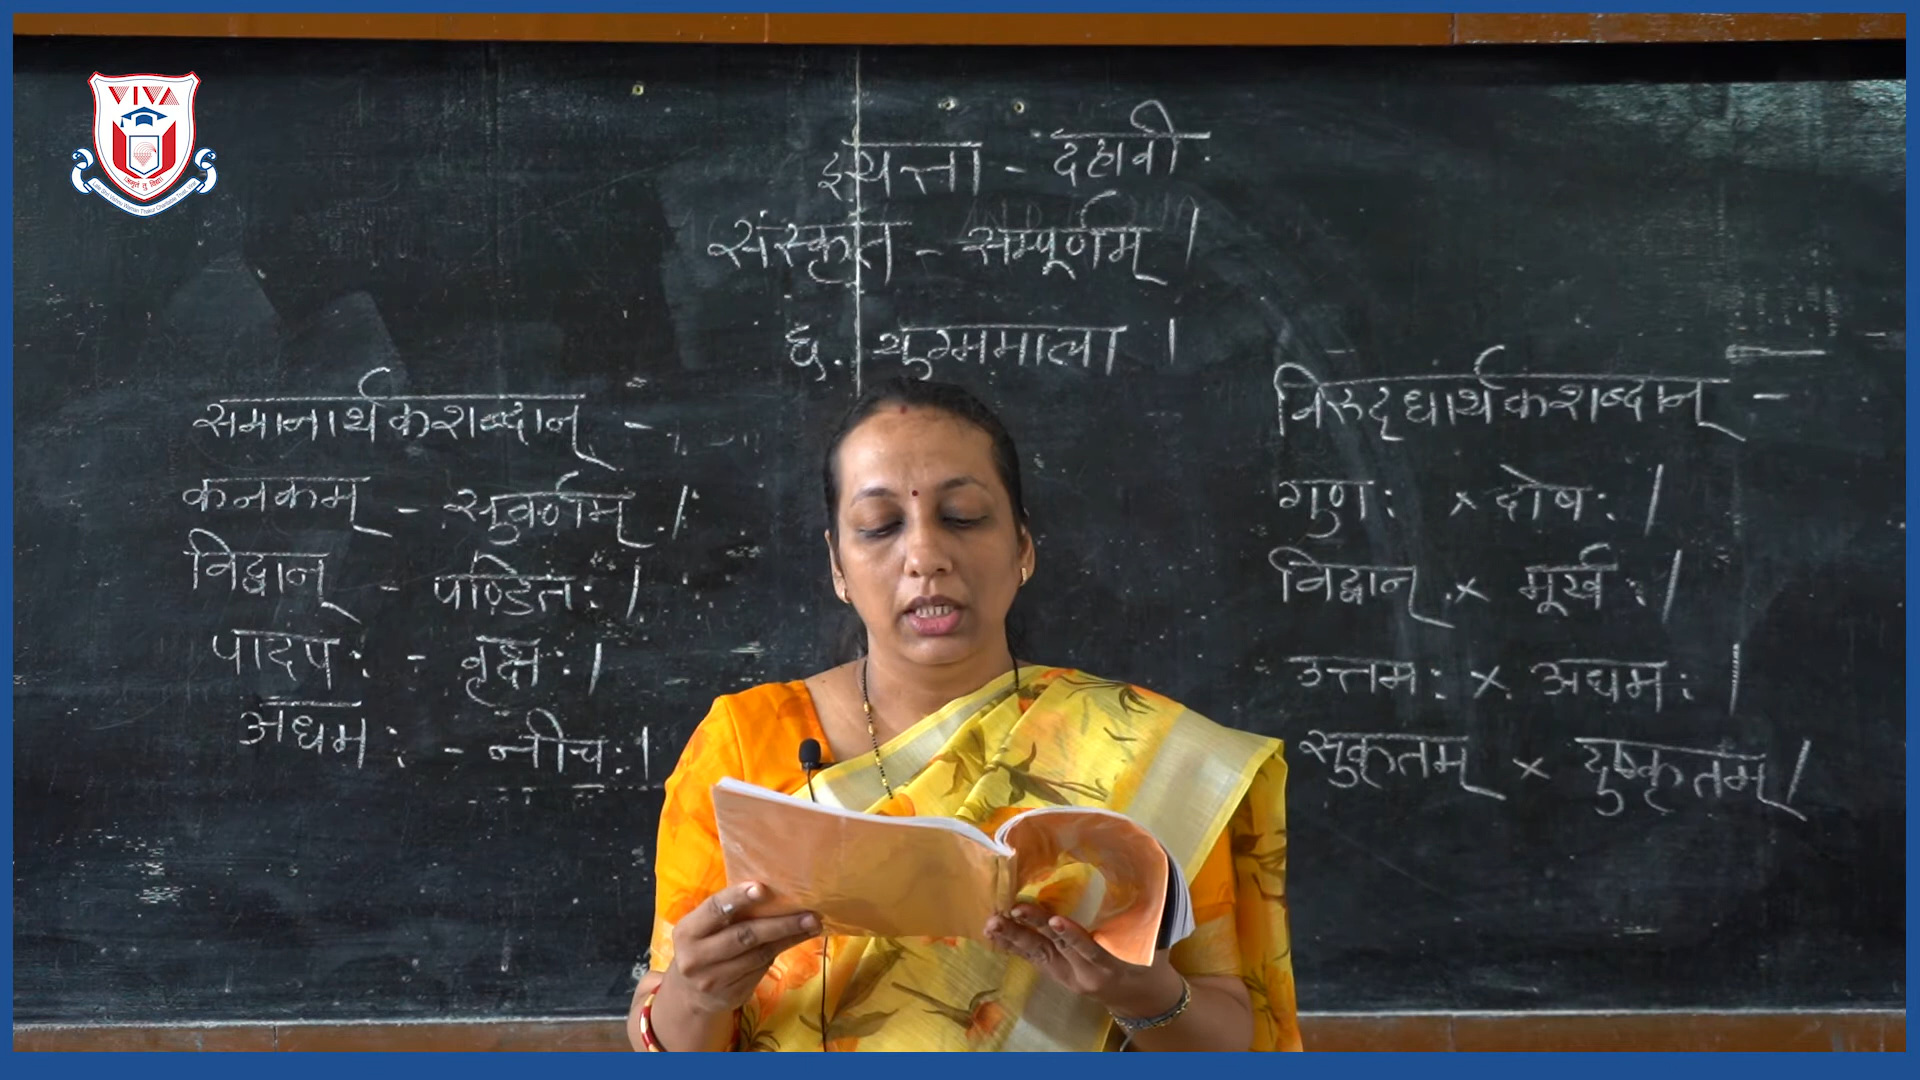 VIVA
इयत्ता - दहावी.
संस्कृत - सम्पूर्णम् ।
६. युग्ममाला ।
समानार्थकशब्दान् -
कनकम् - सुवर्णम् ।
विद्वान् - पण्डितः ।
पादपः - वृक्षः ।
अधमः - नीचः ।
विरुद्धार्थकशब्दान् -
गुणः × दोषः ।
विद्वान् × मूर्खः ।
उत्तमः × अधमः ।
सुकृतम् × दुष्कृतम् ।